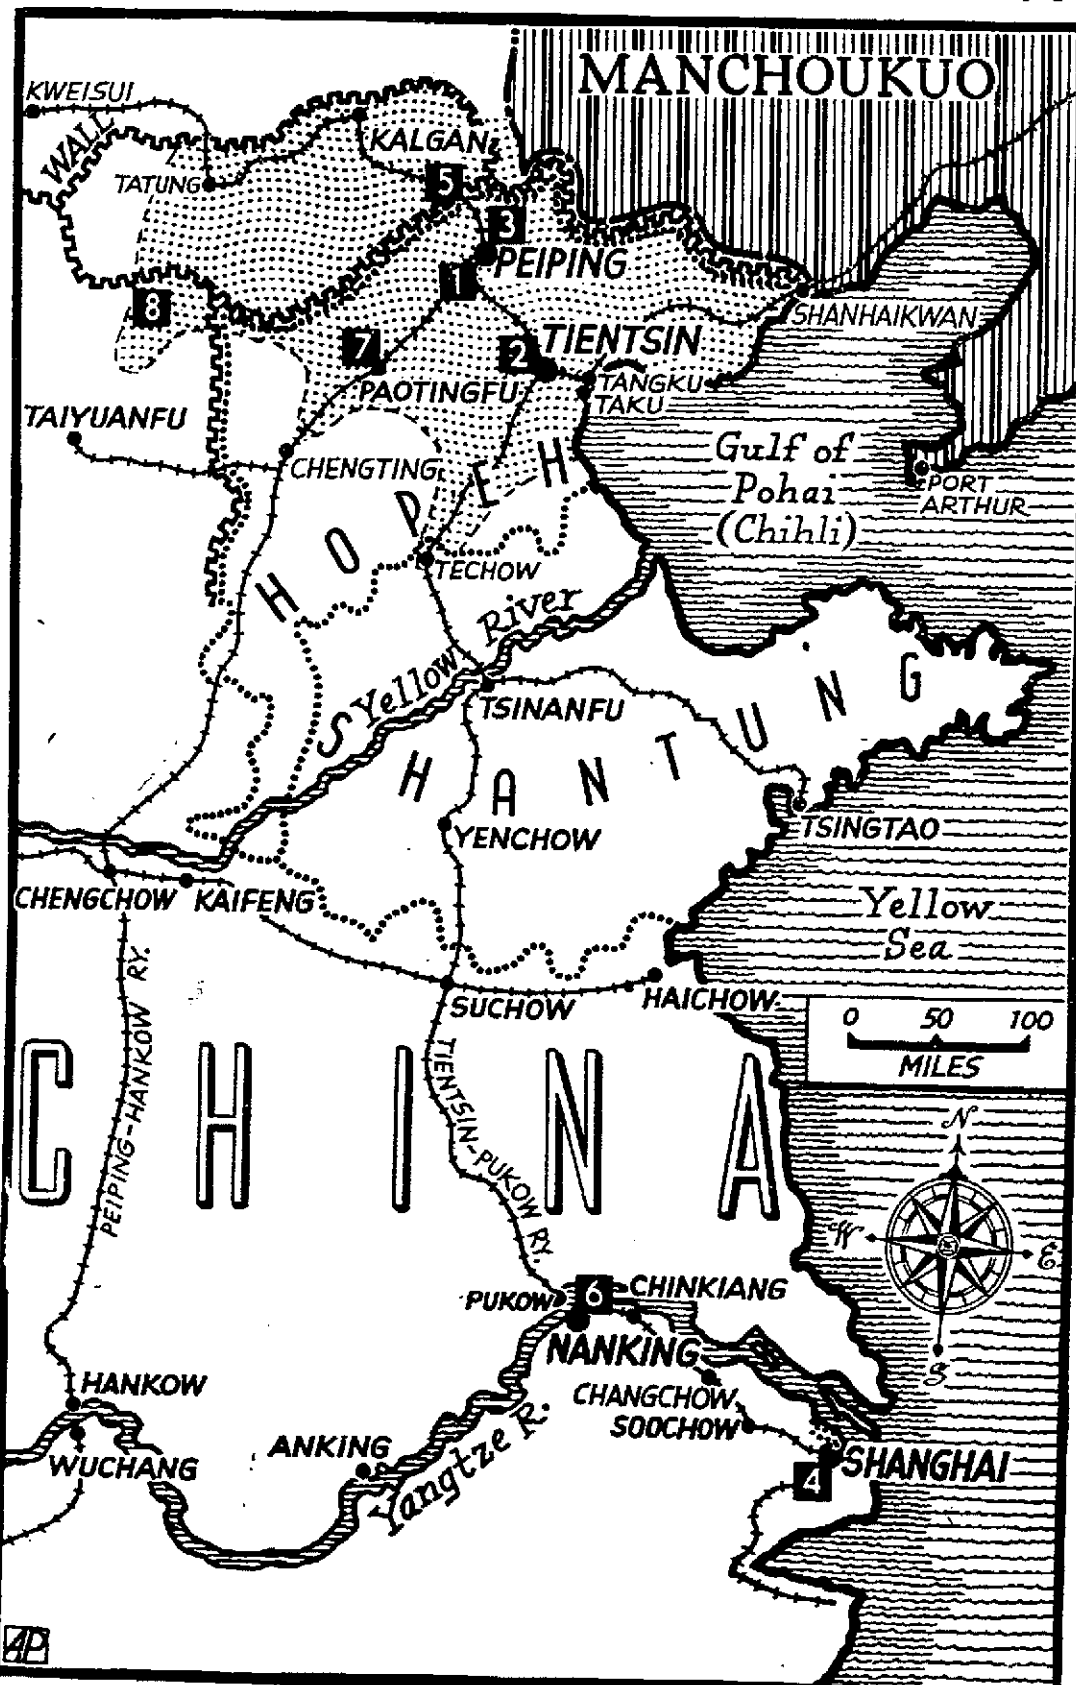 MANCHOUKUO
KWEISUI
WALL
KALGAN
TATUNG
5
3
PEIPING
1
8
SHANHAIKWAN
TIENTSIN
7
2
PAOTINGFU
TANGKU
TAKU
TAIYUANFU
CHENGTING
Gulf of
Pohai
(Chihli)
PORT
ARTHUR
HOPEH
TECHOW
Yellow River
TSINANFU
SHANTUNG
YENCHOW
TSINGTAO
CHENGCHOW
KAIFENG
Yellow
Sea
SUCHOW
HAICHOW
0 50 100
MILES
PEIPING-HANKOW RY.
TIENTSIN-PUKOW RY.
CHINA
N
W
E
S
PUKOW
6
CHINKIANG
NANKING
HANKOW
CHANGCHOW
SOOCHOW
ANKING
WUCHANG
Yangtze R.
SHANGHAI
4
AP